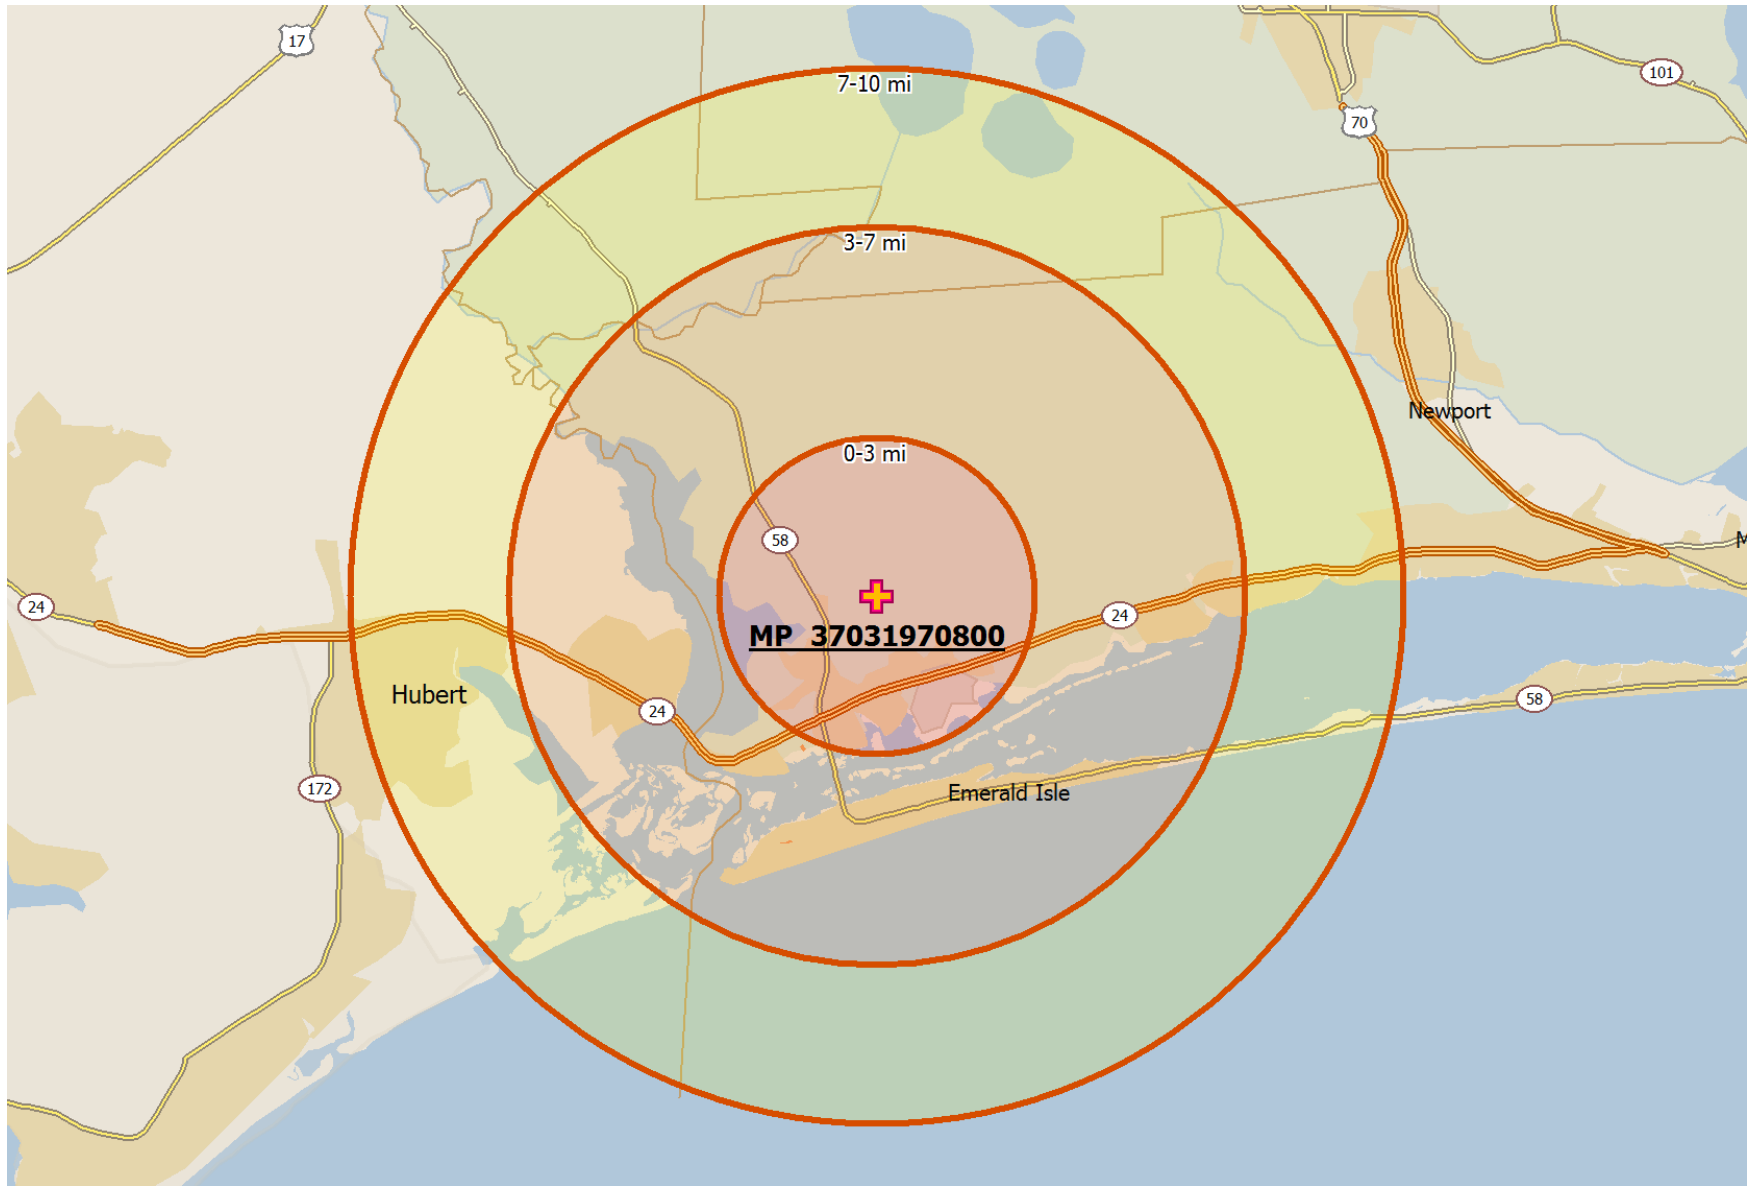 17
7-10 mi
101
70
3-7 mi
Newport
0-3 mi
58
M
24
24
MP 37031970800
Hubert
24
58
172
Emerald Isle